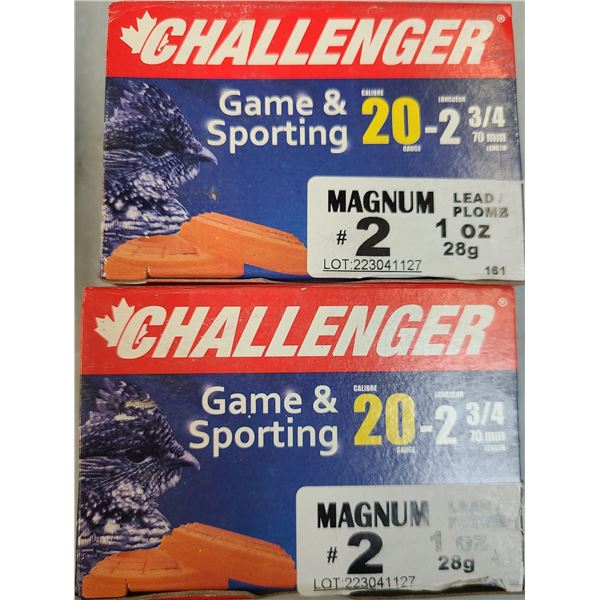 CHALLENGER®
Game &
Sporting
CALIBRE
20
GAUGE
-
LONGUEUR
2 3/4
70 mm
LENGTH
MAGNUM
# 2
LEAD /
PLOMB
1 oz
28g
LOT:223041127
161
CHALLENGER®
Game &
Sporting
CALIBRE
20
GAUGE
-
LONGUEUR
2 3/4
70 mm
LENGTH
MAGNUM
# 2
LEAD /
PLOMB
1 oz
28g
LOT:223041127